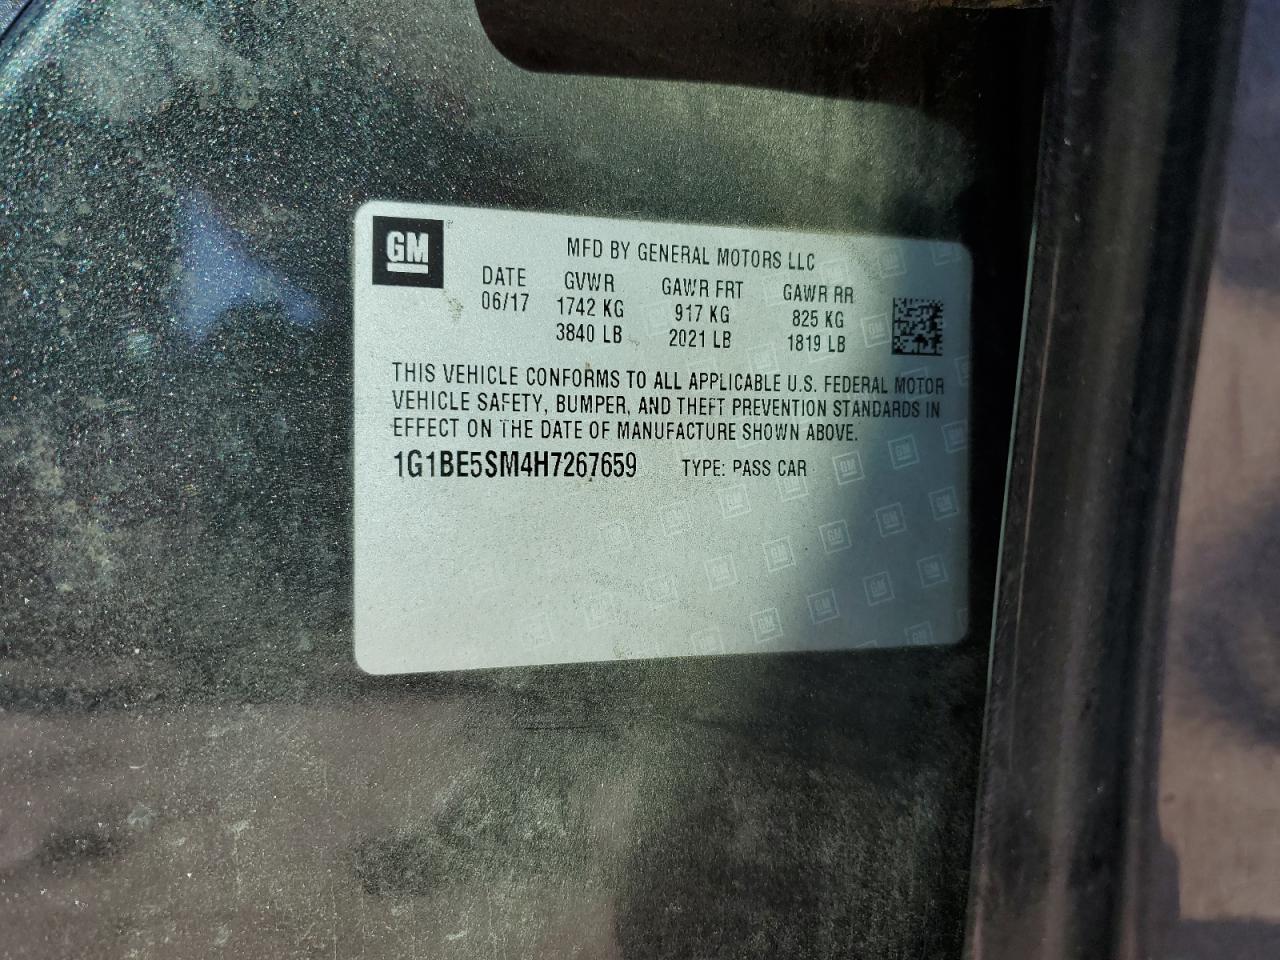 GM
MFD BY GENERAL MOTORS LLC
DATE GVWR GAWR FRT GAWR RR
06/17 1742 KG 917 KG 825 KG
3840 LB 2021 LB 1819 LB
THIS VEHICLE CONFORMS TO ALL APPLICABLE U.S. FEDERAL MOTOR
VEHICLE SAFETY, BUMPER, AND THEFT PREVENTION STANDARDS IN
EFFECT ON THE DATE OF MANUFACTURE SHOWN ABOVE.
1G1BE5SM4H7267659 TYPE: PASS CAR